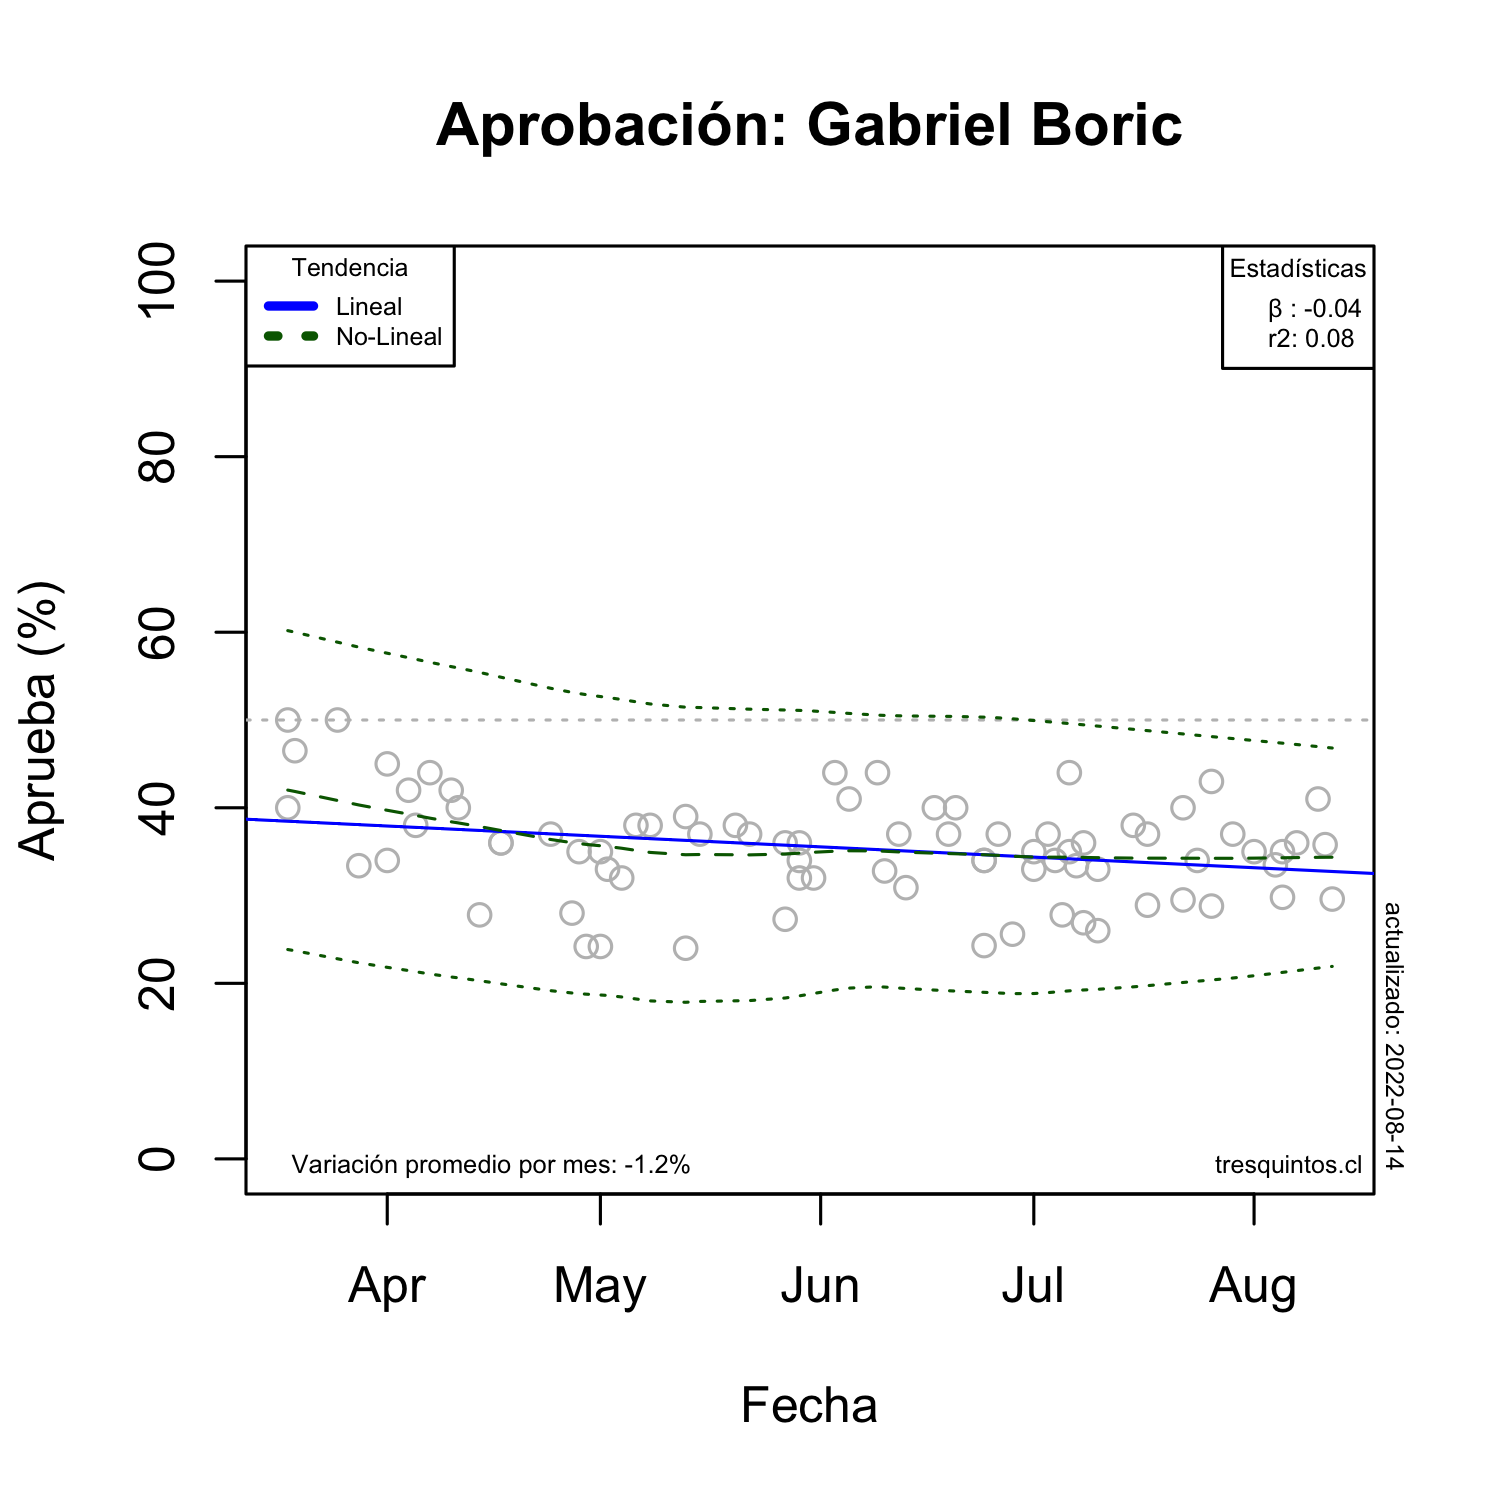 Aprobación: Gabriel Boric
Tendencia
Lineal
No-Lineal
Estadísticas
β : -0.04
r2: 0.08
Aprueba (%)
100
80
60
40
20
0
Variación promedio por mes: -1.2%
tresquintos.cl
actualizado: 2022-08-14
Apr
May
Jun
Jul
Aug
Fecha